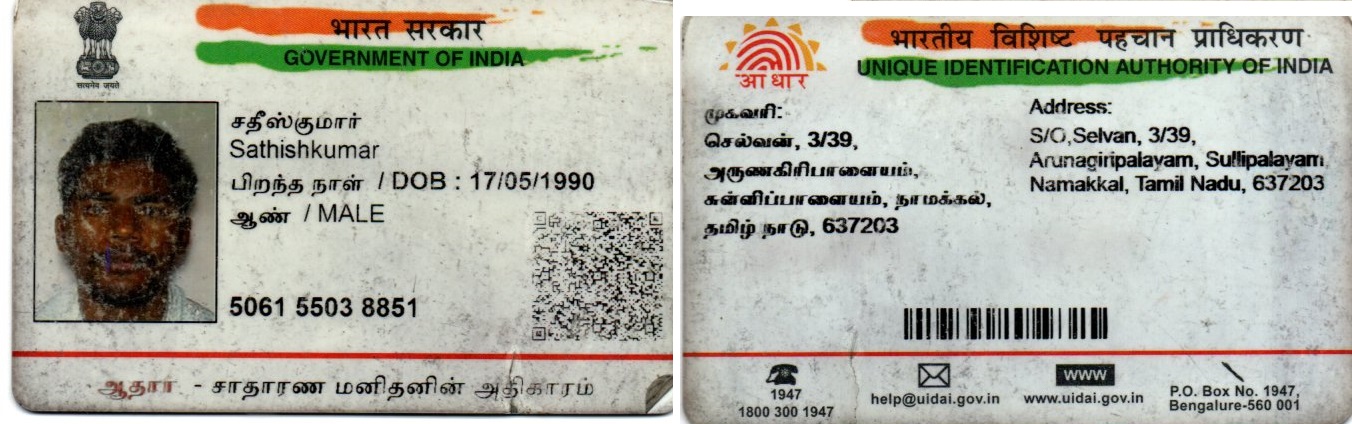 भारत सरकार
GOVERNMENT OF INDIA
सत्यमेव जयते
சதீஸ்குமார்
Sathishkumar
பிறந்த நாள் / DOB : 17/05/1990
ஆண் / MALE
5061 5503 8851
ஆதார் - சாதாரண மனிதனின் அதிகாரம்
भारतीय विशिष्ट पहचान प्राधिकरण
UNIQUE IDENTIFICATION AUTHORITY OF INDIA
आधार
முகவரி:
செல்வன், 3/39,
அருணகிரிபாளையம்,
சுள்ளிப்பாளையம், நாமக்கல்,
தமிழ் நாடு, 637203
Address:
S/O,Selvan, 3/39,
Arunagiripalayam, Sullipalayam,
Namakkal, Tamil Nadu, 637203
1947
1800 300 1947
help@uidai.gov.in
www
www.uidai.gov.in
P.O. Box No. 1947,
Bengalure-560 001